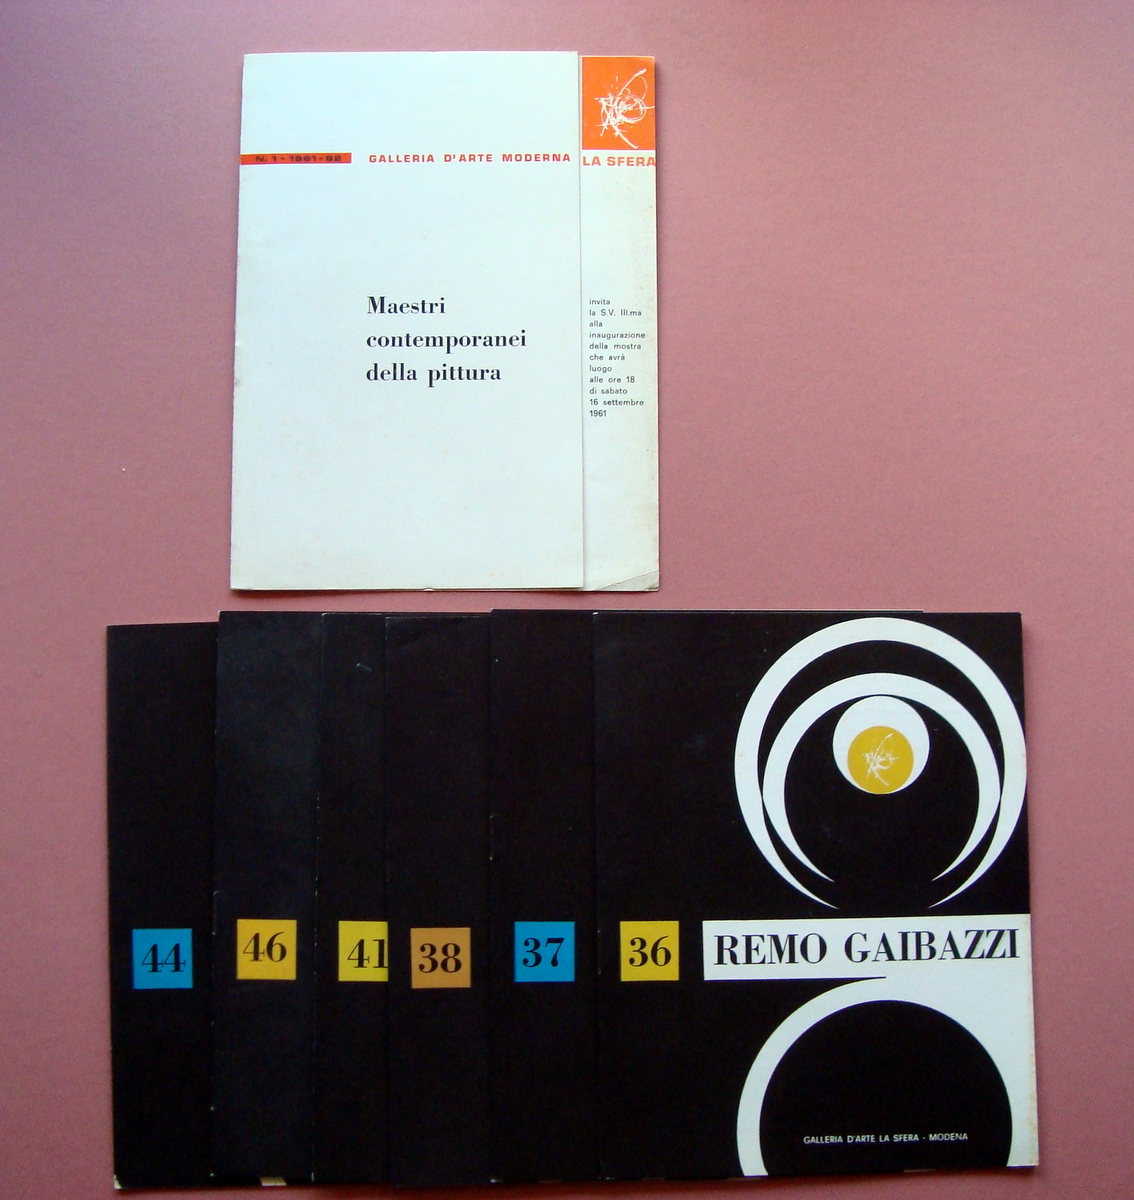 N. 1 - 1961-62 GALLERIA D'ARTE MODERNA LA SFERA
Maestri
contemporanei
della pittura
invita
la S.V. Ill.ma
alla
inaugurazione
della mostra
che avrà
luogo
alle ore 18
di sabato
16 settembre
1961
44 46 41 38 37 36 REMO GAIBAZZI
GALLERIA D'ARTE LA SFERA - MODENA